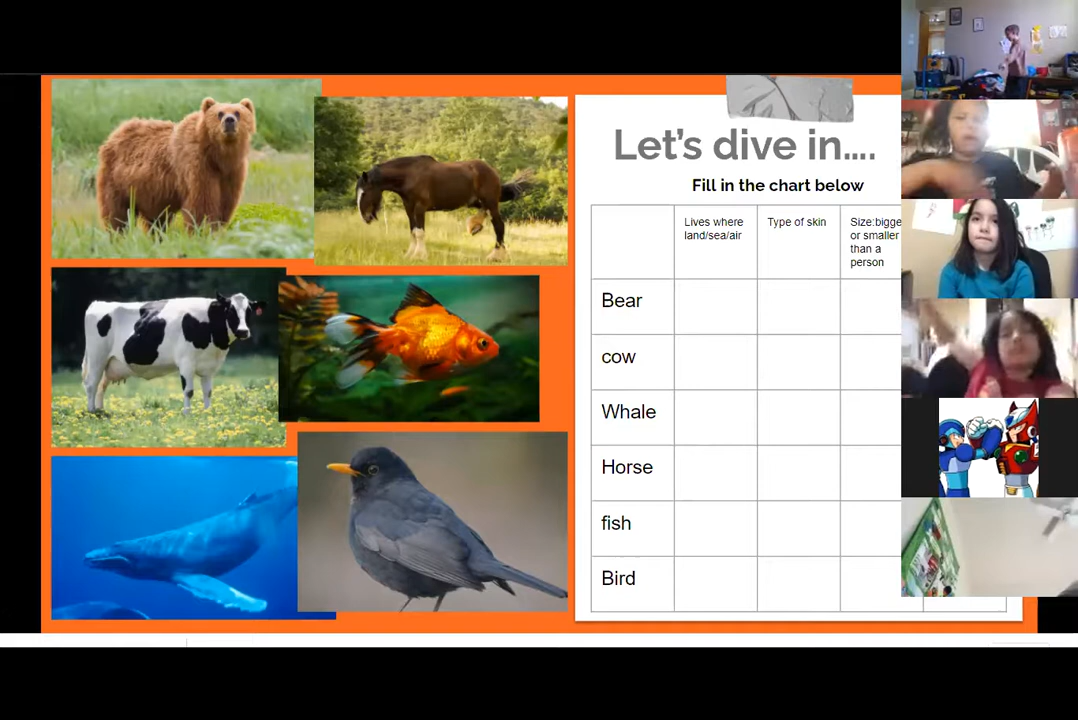 Let's dive in....
Fill in the chart below
Lives where
land/sea/air
Type of skin
Size:bigge
or smaller
than a
person
Bear
cow
Whale
Horse
fish
Bird